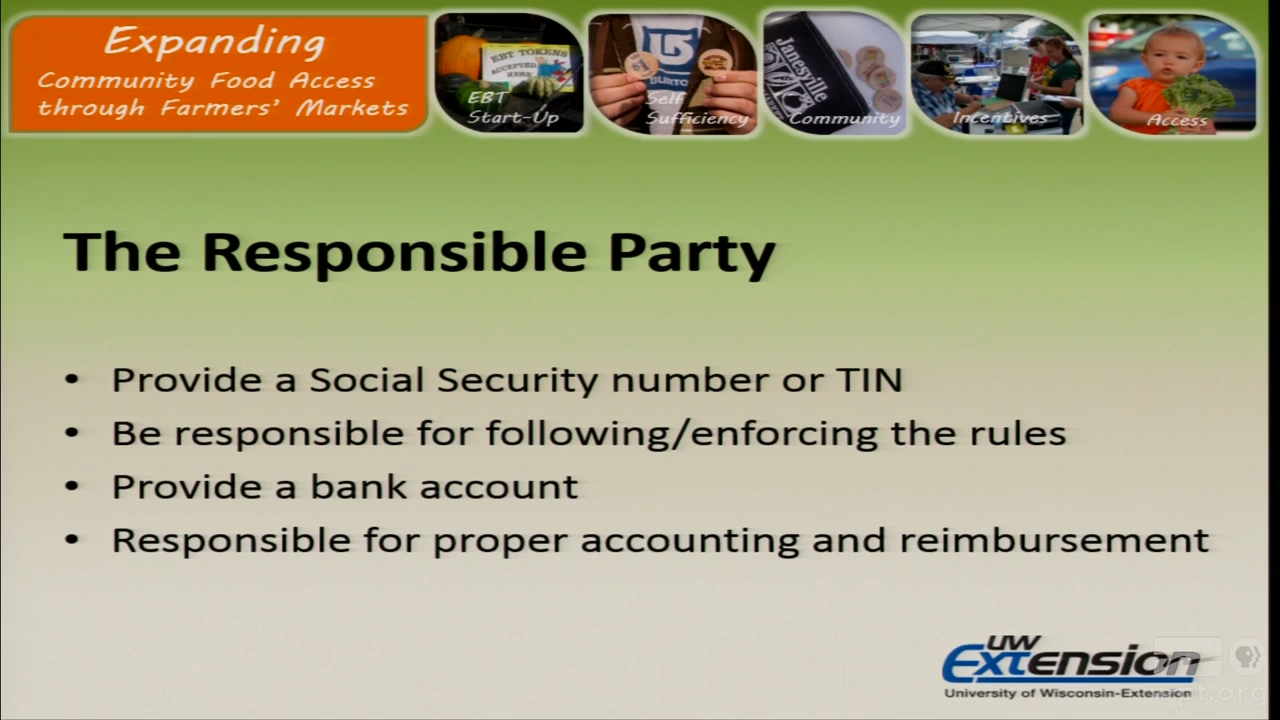 Expanding
Community Food Access
through Farmers' Markets
EBT TOKENS
ACCEPTED
HERE
EBT
Start-Up
BURTO
Self
Sufficiency
Janesville
Community
Incentives
Access
The Responsible Party
• Provide a Social Security number or TIN
• Be responsible for following/enforcing the rules
• Provide a bank account
• Responsible for proper accounting and reimbursement
UW
Extension
University of Wisconsin-Extension